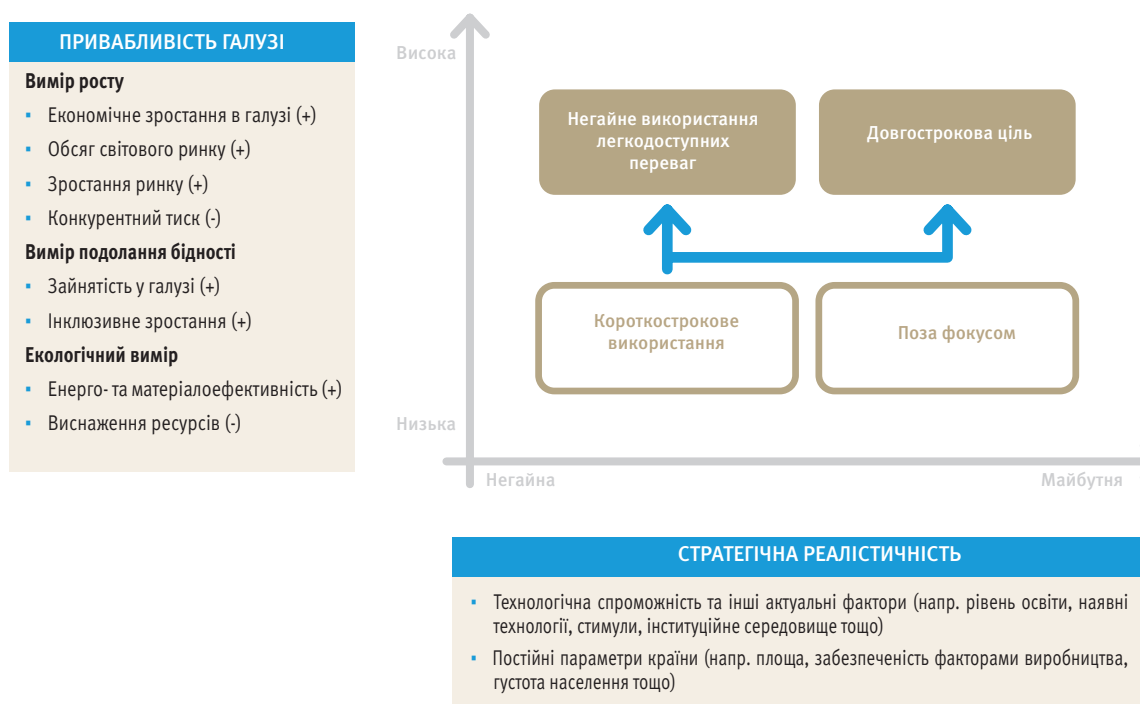 ПРИВАБЛИВІСТЬ ГАЛУЗІ
Вимір росту
▪ Економічне зростання в галузі (+)
▪ Обсяг світового ринку (+)
▪ Зростання ринку (+)
▪ Конкурентний тиск (-)
Вимір подолання бідності
▪ Зайнятість у галузі (+)
▪ Інклюзивне зростання (+)
Екологічний вимір
▪ Енерго- та матеріалоефективність (+)
▪ Виснаження ресурсів (-)
Висока
Негайне використання
легкодоступних
переваг
Довгострокова ціль
Короткострокове
використання
Поза фокусом
Низька
Негайна
Майбутня
СТРАТЕГІЧНА РЕАЛІСТИЧНІСТЬ
▪ Технологічна спроможність та інші актуальні фактори (напр. рівень освіти, наявні
технології, стимули, інституційне середовище тощо)
▪ Постійні параметри країни (напр. площа, забезпеченість факторами виробництва,
густота населення тощо)